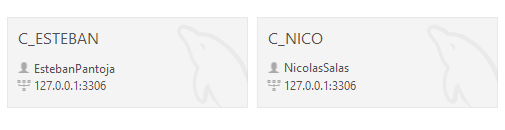 C_ESTEBAN
EstebanPantoja
127.0.0.1:3306
C_NICO
NicolasSalas
127.0.0.1:3306